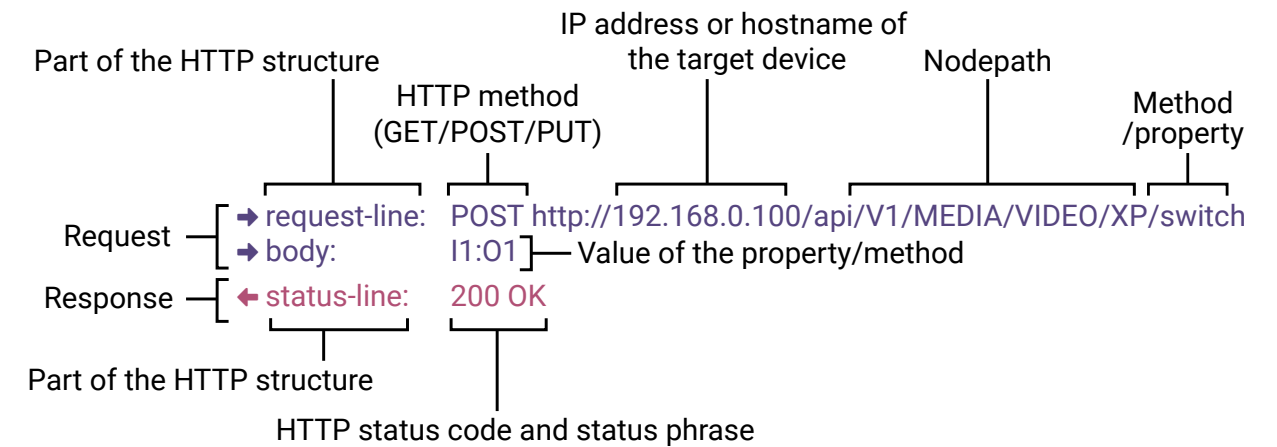 IP address or hostname of
the target device
Part of the HTTP structure
Nodepath
HTTP method
(GET/POST/PUT)
Method
/property
Request
➔ request-line: POST http://192.168.0.100/api/V1/MEDIA/VIDEO/XP/switch
➔ body: I1:O1 Value of the property/method
Response
🡰 status-line: 200 OK
Part of the HTTP structure
HTTP status code and status phrase